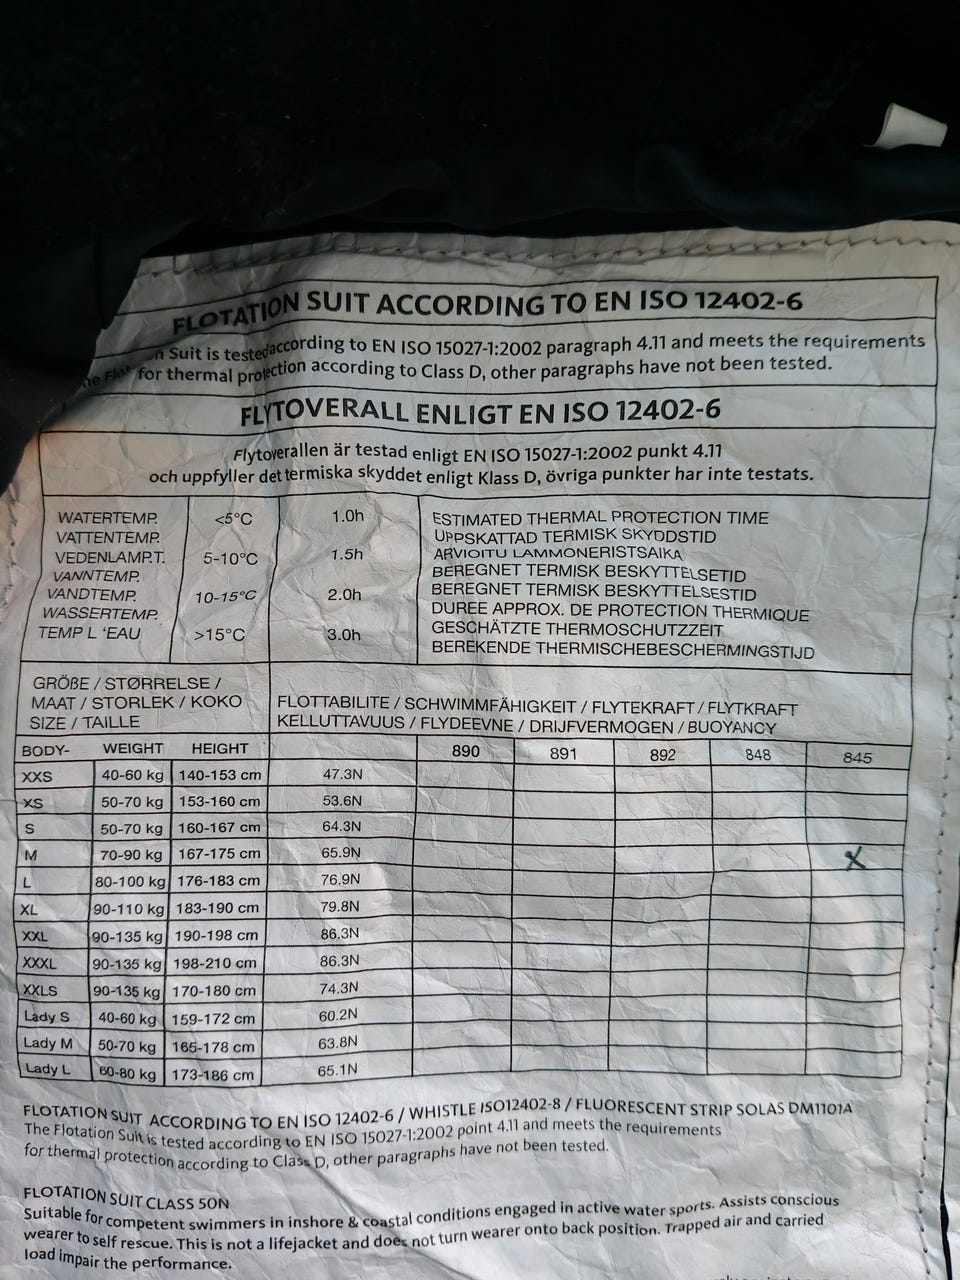 FLOTATION SUIT ACCORDING TO EN ISO 12402-6
Suit is tested according to EN ISO 15027-1:2002 paragraph 4.11 and meets the requirements
for thermal protection according to Class D, other paragraphs have not been tested.
FLYTOVERALL ENLIGT EN ISO 12402-6
Flytoverallen är testad enligt EN ISO 15027-1:2002 punkt 4.11
och uppfyller det termiska skyddet enligt Klass D, övriga punkter har inte testats.
WATERTEMP. <5°C 1.0h ESTIMATED THERMAL PROTECTION TIME
VATTENTEMP. UPPSKATTAD TERMISK SKYDDSTID
VEDENLAMP.T. 5-10°C 1.5h ARVIOITU LAMMONERISTSAIKA
VANNTEMP. BEREGNET TERMISK BESKYTTELSETID
VANDTEMP. 10-15°C 2.0h BEREGNET TERMISK BESKYTTELSESTID
WASSERTEMP. DUREE APPROX. DE PROTECTION THERMIQUE
TEMP L 'EAU >15°C 3.0h GESCHÄTZTE THERMOSCHUTZZEIT
BEREKENDE THERMISCHEBESCHERMINGSTIJD
GRÖßE / STØRRELSE /
MAAT / STORLEK / KOKO
SIZE / TAILLE
FLOTTABILITE / SCHWIMMFÄHIGKEIT / FLYTEKRAFT / FLYTKRAFT
KELLUTTAVUUS / FLYDEEVNE / DRIJFVERMOGEN / BUOYANCY
BODY- WEIGHT HEIGHT 890 891 892 848 845
XXS 40-60 kg 140-153 cm 47.3N
XS 50-70 kg 153-160 cm 53.6N
S 50-70 kg 160-167 cm 64.3N
M 70-90 kg 167-175 cm 65.9N X
L 80-100 kg 176-183 cm 76.9N
XL 90-110 kg 183-190 cm 79.8N
XXL 90-135 kg 190-198 cm 86.3N
XXXL 90-135 kg 198-210 cm 86.3N
XXLS 90-135 kg 170-180 cm 74.3N
Lady S 40-60 kg 159-172 cm 60.2N
Lady M 50-70 kg 165-178 cm 63.8N
Lady L 60-80 kg 173-186 cm 65.1N
FLOTATION SUIT ACCORDING TO EN ISO 12402-6 / WHISTLE ISO12402-8 / FLUORESCENT STRIP SOLAS DM1101A
The Flotation Suit is tested according to EN ISO 15027-1:2002 point 4.11 and meets the requirements
for thermal protection according to Class D, other paragraphs have not been tested.
FLOTATION SUIT CLASS 50N
Suitable for competent swimmers in inshore & coastal conditions engaged in active water sports. Assists conscious
wearer to self rescue. This is not a lifejacket and does not turn wearer onto back position. Trapped air and carried
load impair the performance.